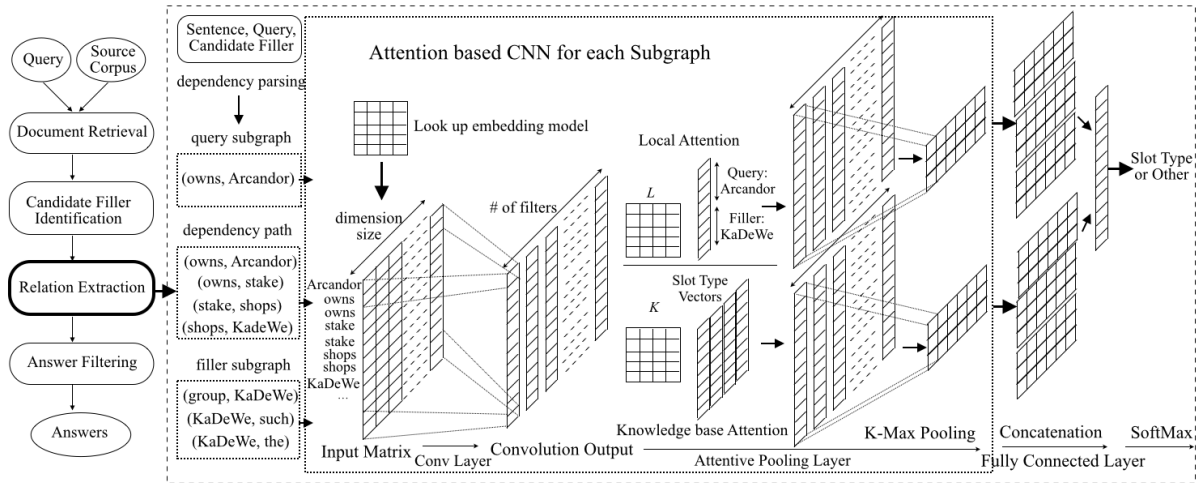 Query
Source
Corpus
Document Retrieval
Candidate Filler
Identification
Relation Extraction
Answer Filtering
Answers
Sentence, Query,
Candidate Filler
dependency parsing
query subgraph
(owns, Arcandor)
dependency path
(owns, Arcandor)
(owns, stake)
(stake, shops)
(shops, KadeWe)
filler subgraph
(group, KaDeWe)
(KaDeWe, such)
(KaDeWe, the)
Attention based CNN for each Subgraph
Look up embedding model
dimension
size
Arcandor
owns
owns
stake
stake
shops
shops
KaDeWe
...
Input Matrix
Conv Layer
# of filters
Convolution Output
Local Attention
L
Query:
Arcandor
Filler:
KaDeWe
Slot Type
Vectors
K
Knowledge base Attention
Attentive Pooling Layer
K-Max Pooling
Concatenation
Fully Connected Layer
SoftMax
Slot Type
or Other